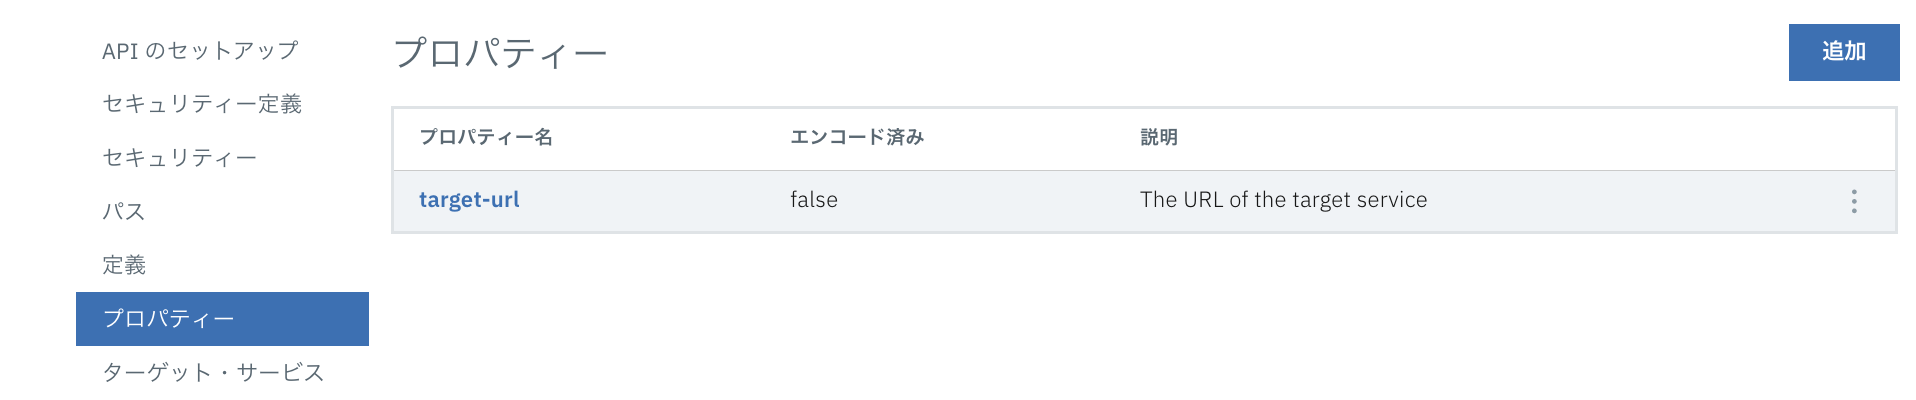 API のセットアップ
セキュリティー定義
セキュリティー
パス
定義
プロパティー
ターゲット・サービス
プロパティー
追加
プロパティー名 エンコード済み 説明
target-url false The URL of the target service